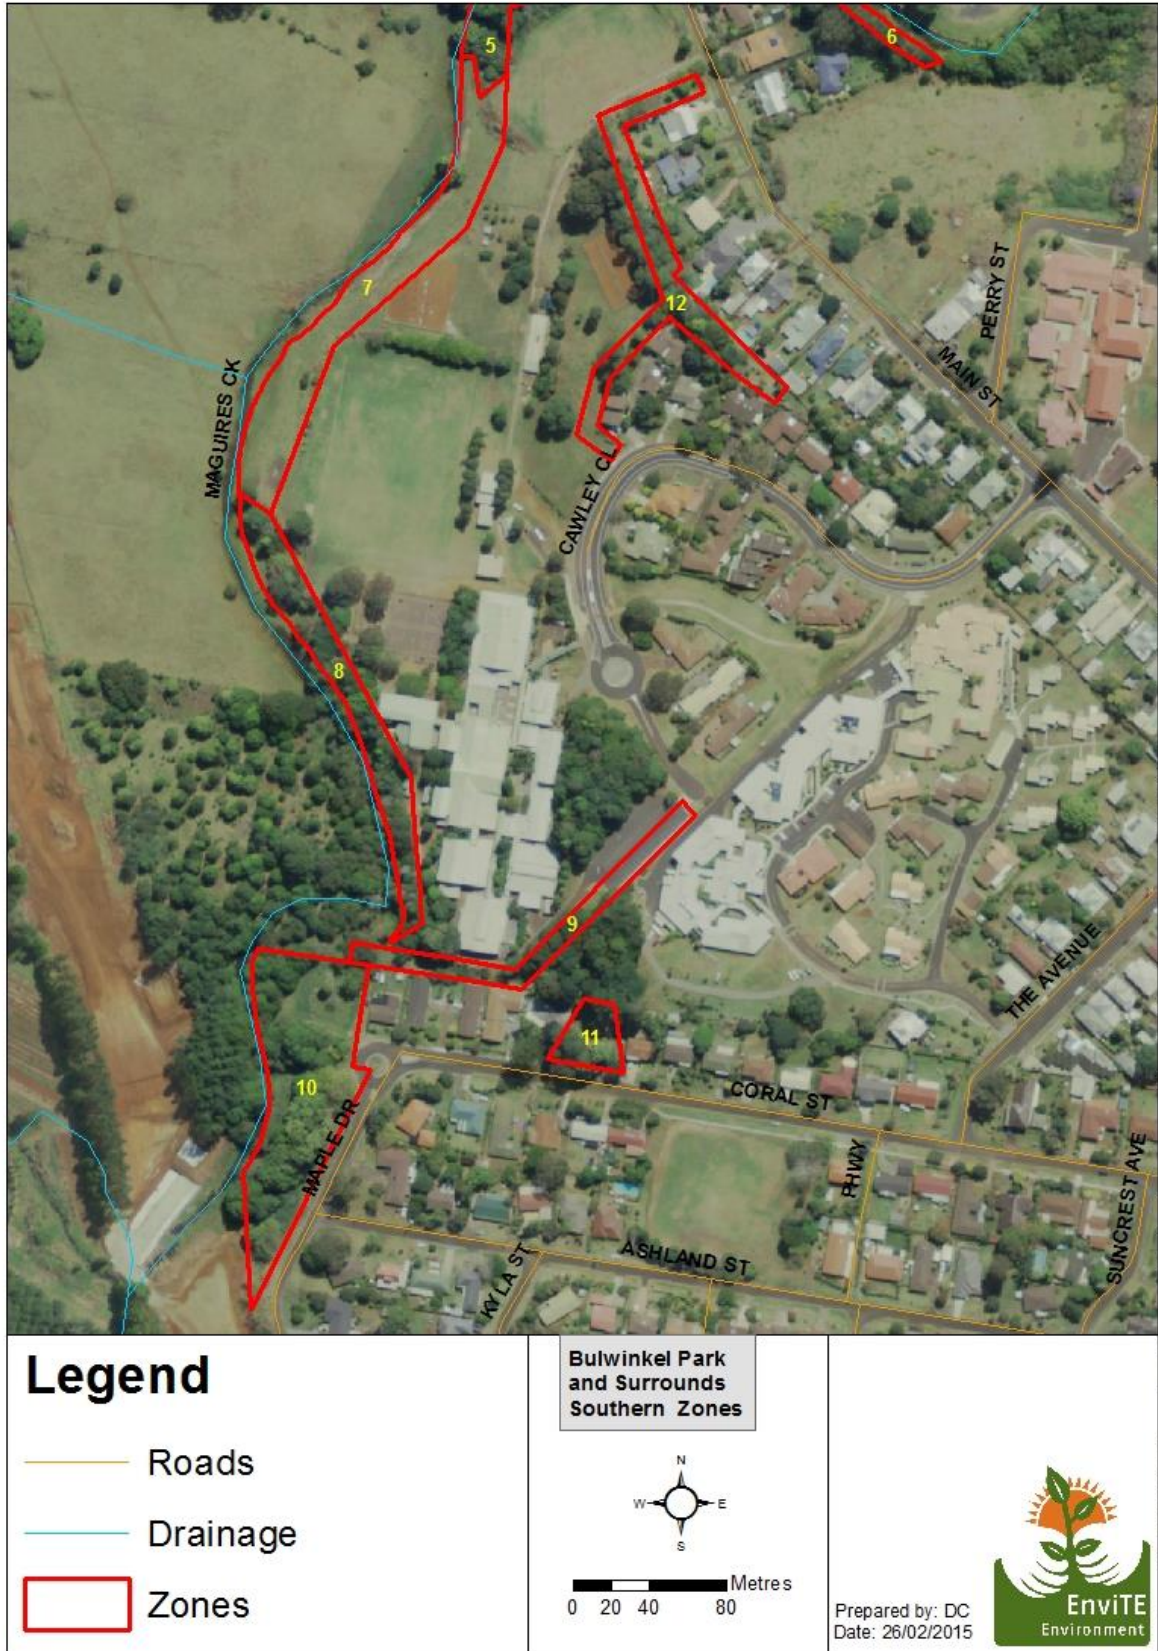 5
6
7
12
PERRY ST
MAIN ST
MAGUIRES CK
CAWLEY CL
8
9
THE AVENUE
11
10
CORAL ST
MAPLE DR
PHWY
SUNCREST AVE
ASHLAND ST
KYLA ST
Legend
Roads
Drainage
Zones
Bulwinkel Park
and Surrounds
Southern Zones
N
W E
S
Metres
0 20 40 80
Prepared by: DC
Date: 26/02/2015
EnviTE
Environment